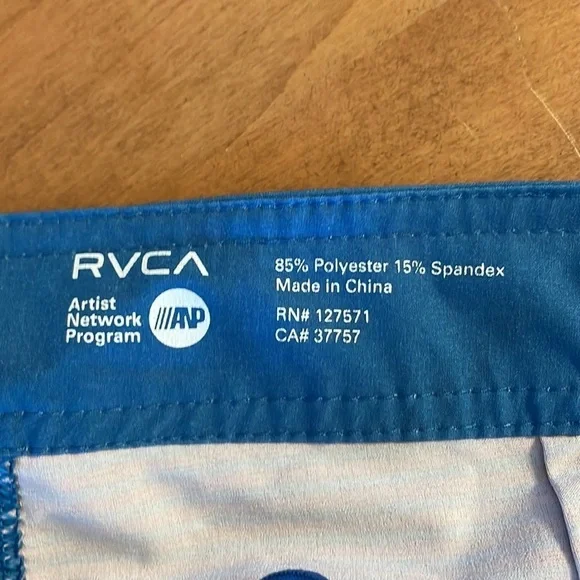 RVCA
Artist
Network
Program
ANP
85% Polyester 15% Spandex
Made in China
RN# 127571
CA# 37757